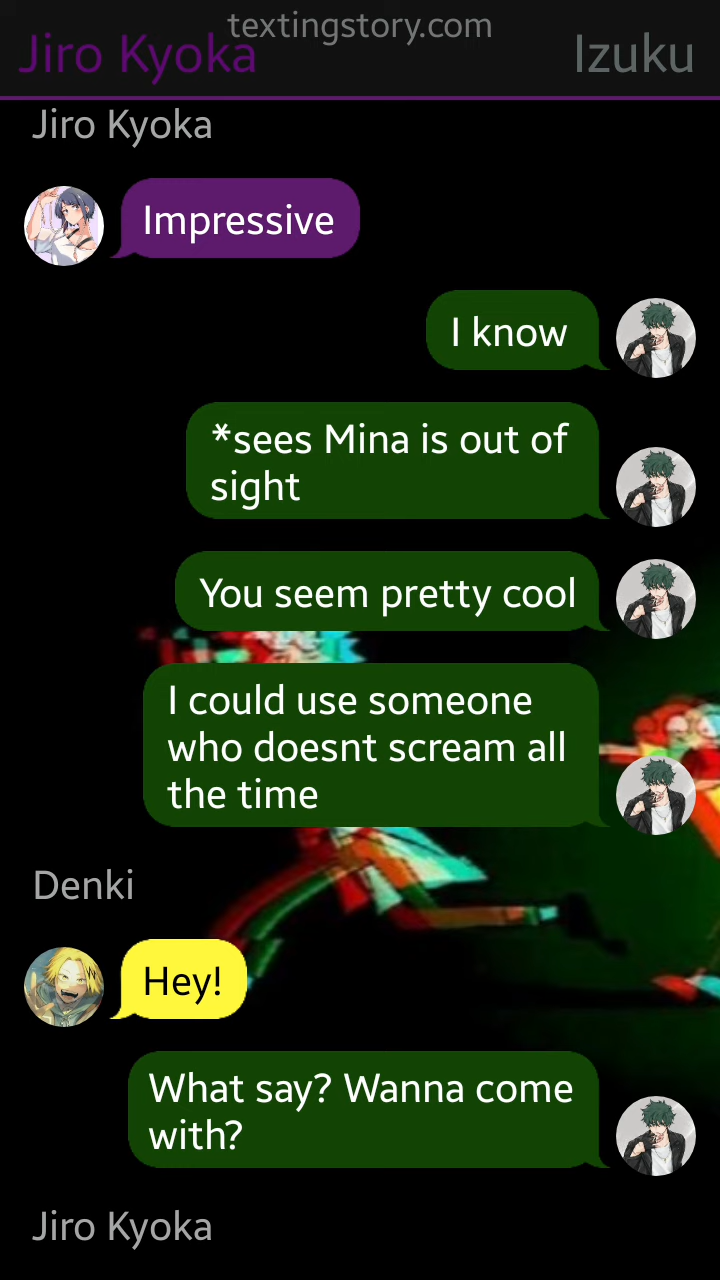 textingstory.com
Jiro Kyoka
Izuku
Jiro Kyoka
Impressive
I know
*sees Mina is out of
sight
You seem pretty cool
I could use someone
who doesnt scream all
the time
Denki
Hey!
What say? Wanna come
with?
Jiro Kyoka